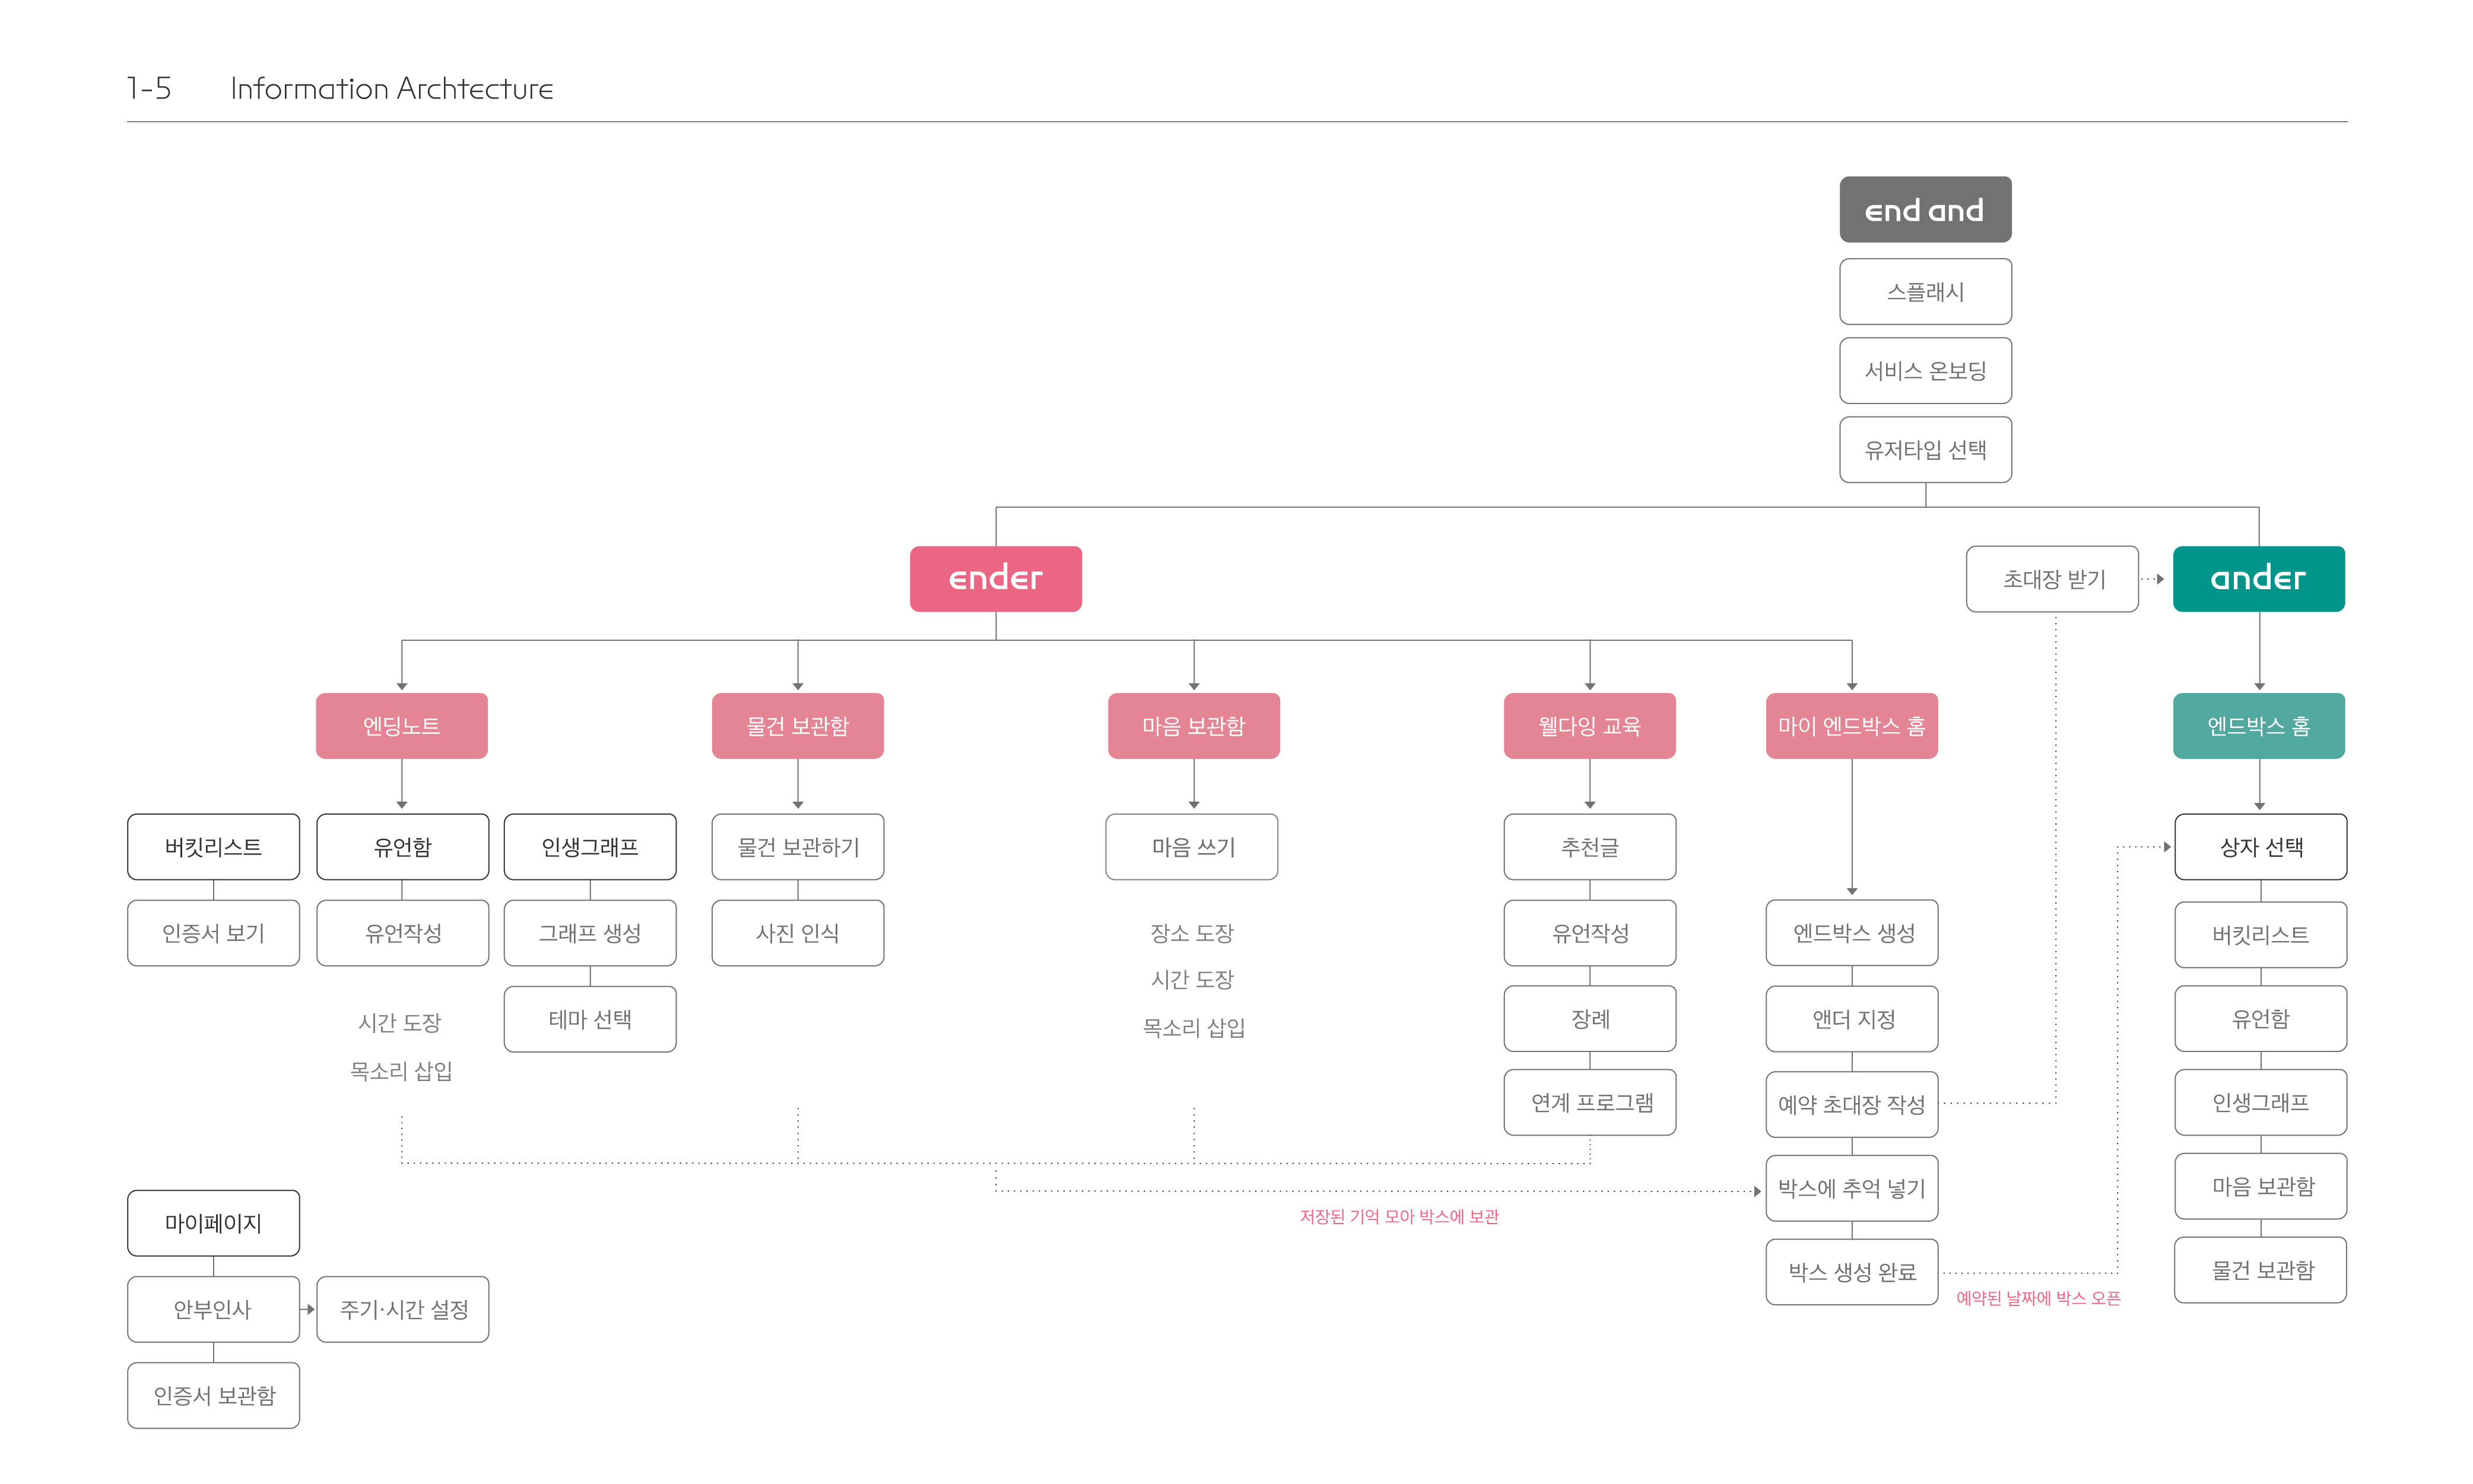 1-5 Information Archtecture
end and
스플래시
서비스 온보딩
유저타입 선택
ender
초대장 받기
ander
엔딩노트
물건 보관함
마음 보관함
웰다잉 교육
마이 엔드박스 홈
엔드박스 홈
버킷리스트
유언함
인생그래프
물건 보관하기
마음 쓰기
추천글
상자 선택
인증서 보기
유언작성
그래프 생성
사진 인식
장소 도장
유언작성
엔드박스 생성
버킷리스트
시간 도장
시간 도장
테마 선택
목소리 삽입
장례
앤더 지정
유언함
목소리 삽입
연계 프로그램
예약 초대장 작성
인생그래프
박스에 추억 넣기
마음 보관함
저장된 기억 모아 박스에 보관
마이페이지
박스 생성 완료
물건 보관함
예약된 날짜에 박스 오픈
안부인사
주기·시간 설정
인증서 보관함